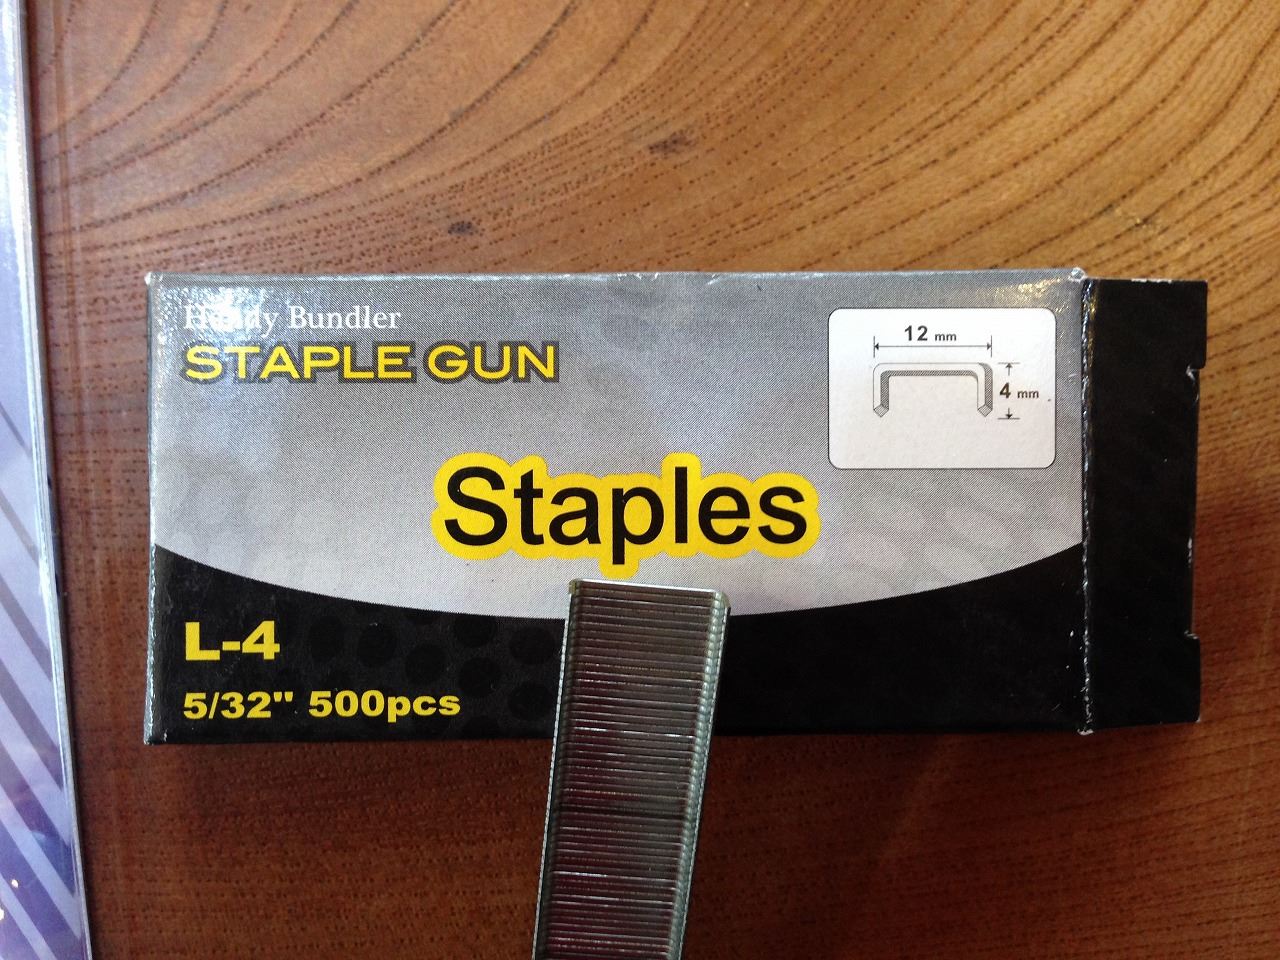 Handy Bundler
STAPLE GUN
12 mm
4 mm
Staples
L-4
5/32" 500pcs